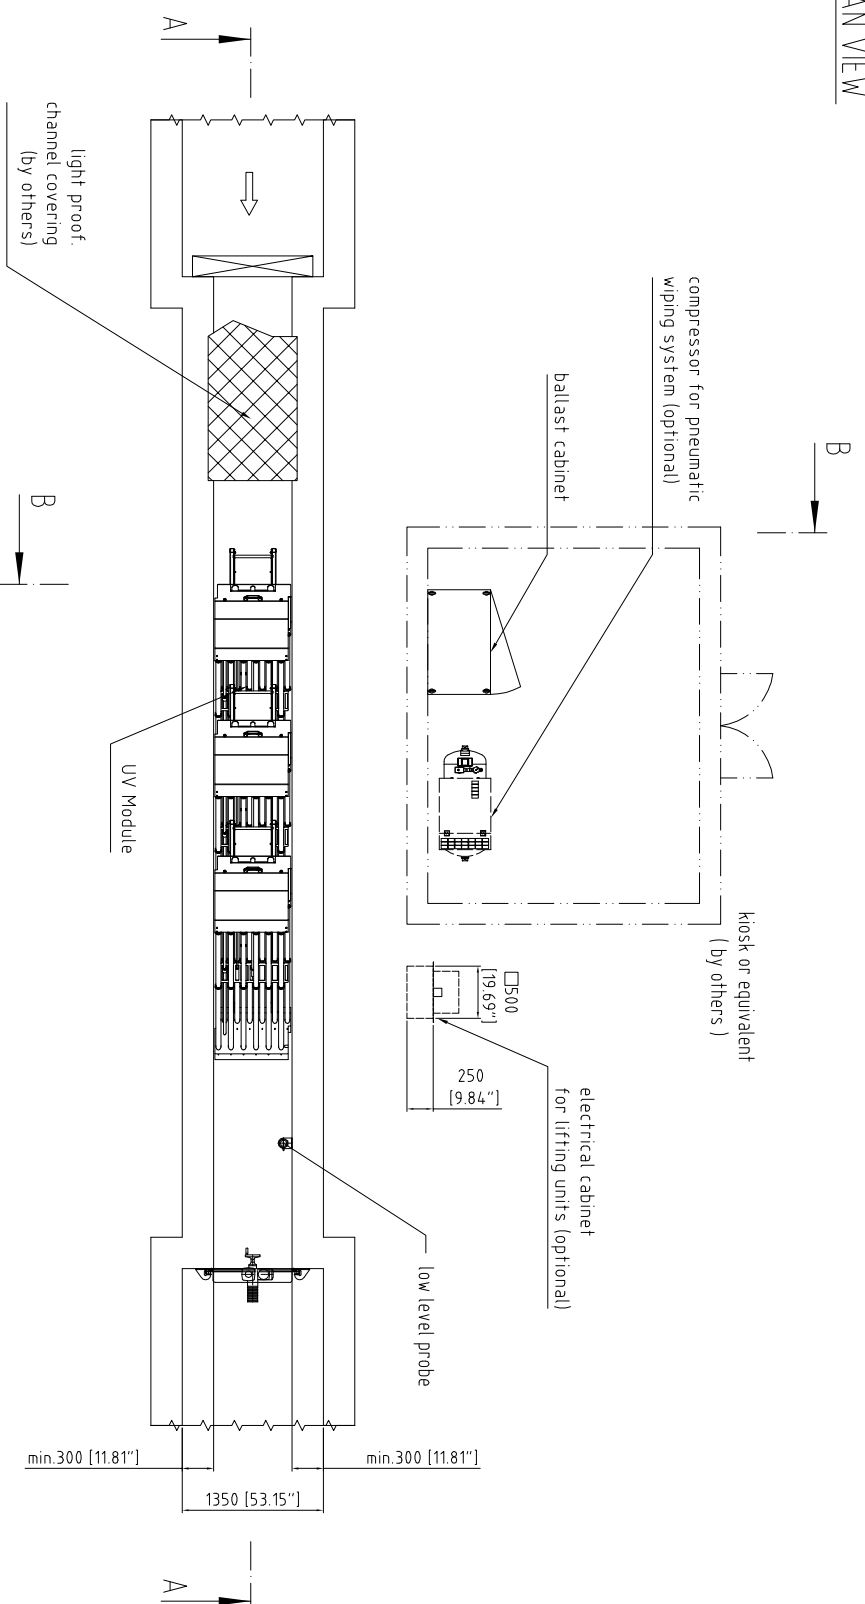 AN VIEW
A
A
B
B
light proof.
channel covering
(by others)
compressor for pneumatic
wiping system (optional)
ballast cabinet
UV Module
kiosk or equivalent
( by others )
□500
[19.69"]
250
[9.84"]
electrical cabinet
for lifting units (optional)
low level probe
min.300 [11.81"]
min.300 [11.81"]
1350 [53.15"]